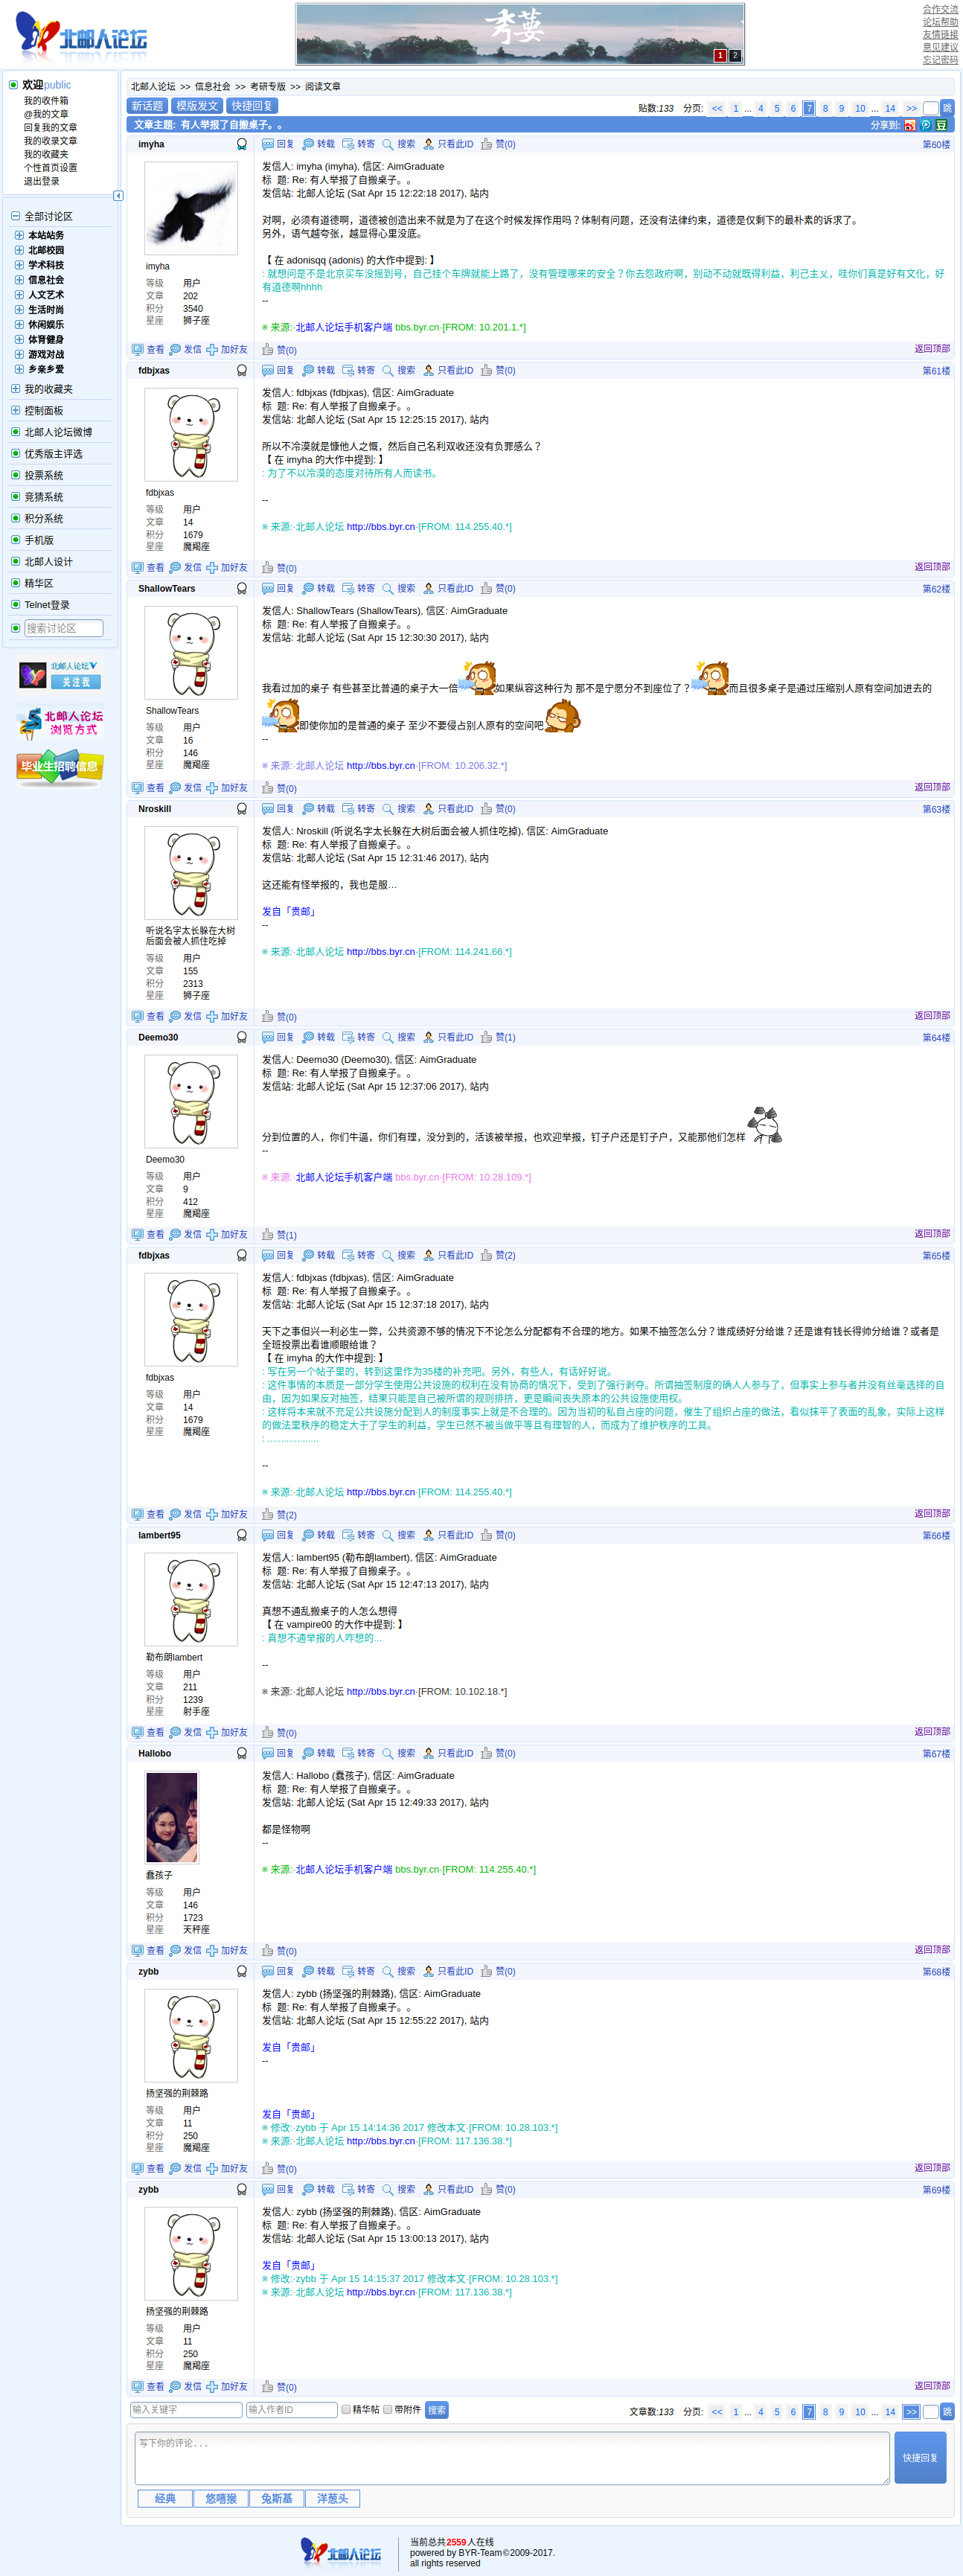 北邮人论坛
考蒌
1 2
合作交流
论坛帮助
友情链接
意见建议
忘记密码
欢迎public
我的收件箱
@我的文章
回复我的文章
我的收录文章
我的收藏夹
个性首页设置
退出登录
全部讨论区
本站站务
北邮校园
学术科技
信息社会
人文艺术
生活时尚
休闲娱乐
体育健身
游戏对战
乡亲乡爱
我的收藏夹
控制面板
北邮人论坛微博
优秀版主评选
投票系统
竞猜系统
积分系统
手机版
北邮人设计
精华区
Telnet登录
搜索讨论区
北邮人论坛
关注我
北邮人论坛
浏览方式
毕业生招聘信息
北邮人论坛 >> 信息社会 >> 考研专版 >> 阅读文章
新话题 模版发文 快捷回复
贴数:133 分页: << 1 ... 4 5 6 7 8 9 10 ... 14 >> 跳
文章主题: 有人举报了自搬桌子。。
分享到: 豆
imyha 回复 转载 转寄 搜索 只看此ID 赞(0) 第60楼
imyha
等级 用户
文章 202
积分 3540
星座 狮子座
发信人: imyha (imyha), 信区: AimGraduate
标 题: Re: 有人举报了自搬桌子。。
发信站: 北邮人论坛 (Sat Apr 15 12:22:18 2017), 站内
对啊，必须有道德啊，道德被创造出来不就是为了在这个时候发挥作用吗？体制有问题，还没有法律约束，道德是仅剩下的最朴素的诉求了。
另外，语气越夸张，越显得心里没底。
【 在 adonisqq (adonis) 的大作中提到: 】
: 就想问是不是北京买车没摇到号，自己挂个车牌就能上路了，没有管理哪来的安全？你去怨政府啊，别动不动就既得利益，利己主义，哇你们真是好有文化，好
有道德啊hhhh
--
※ 来源:·北邮人论坛手机客户端 bbs.byr.cn·[FROM: 10.201.1.*]
查看 发信 加好友 赞(0) 返回顶部
fdbjxas 回复 转载 转寄 搜索 只看此ID 赞(0) 第61楼
fdbjxas
等级 用户
文章 14
积分 1679
星座 魔羯座
发信人: fdbjxas (fdbjxas), 信区: AimGraduate
标 题: Re: 有人举报了自搬桌子。。
发信站: 北邮人论坛 (Sat Apr 15 12:25:15 2017), 站内
所以不冷漠就是慷他人之慨，然后自己名利双收还没有负罪感么？
【 在 imyha 的大作中提到: 】
: 为了不以冷漠的态度对待所有人而读书。
--
※ 来源:·北邮人论坛 http://bbs.byr.cn·[FROM: 114.255.40.*]
查看 发信 加好友 赞(0) 返回顶部
ShallowTears 回复 转载 转寄 搜索 只看此ID 赞(0) 第62楼
ShallowTears
等级 用户
文章 16
积分 146
星座 魔羯座
发信人: ShallowTears (ShallowTears), 信区: AimGraduate
标 题: Re: 有人举报了自搬桌子。。
发信站: 北邮人论坛 (Sat Apr 15 12:30:30 2017), 站内
我看过加的桌子 有些甚至比普通的桌子大一倍 如果纵容这种行为 那不是宁愿分不到座位了？ 而且很多桌子是通过压缩别人原有空间加进去的
即使你加的是普通的桌子 至少不要侵占别人原有的空间吧
--
※ 来源:·北邮人论坛 http://bbs.byr.cn·[FROM: 10.206.32.*]
查看 发信 加好友 赞(0) 返回顶部
Nroskill 回复 转载 转寄 搜索 只看此ID 赞(0) 第63楼
听说名字太长躲在大树
后面会被人抓住吃掉
等级 用户
文章 155
积分 2313
星座 狮子座
发信人: Nroskill (听说名字太长躲在大树后面会被人抓住吃掉), 信区: AimGraduate
标 题: Re: 有人举报了自搬桌子。。
发信站: 北邮人论坛 (Sat Apr 15 12:31:46 2017), 站内
这还能有怪举报的，我也是服…
发自「贵邮」
--
※ 来源:·北邮人论坛 http://bbs.byr.cn·[FROM: 114.241.66.*]
查看 发信 加好友 赞(0) 返回顶部
Deemo30 回复 转载 转寄 搜索 只看此ID 赞(1) 第64楼
Deemo30
等级 用户
文章 9
积分 412
星座 魔羯座
发信人: Deemo30 (Deemo30), 信区: AimGraduate
标 题: Re: 有人举报了自搬桌子。。
发信站: 北邮人论坛 (Sat Apr 15 12:37:06 2017), 站内
分到位置的人，你们牛逼，你们有理，没分到的，活该被举报，也欢迎举报，钉子户还是钉子户，又能那他们怎样
--
※ 来源:·北邮人论坛手机客户端 bbs.byr.cn·[FROM: 10.28.109.*]
查看 发信 加好友 赞(1) 返回顶部
fdbjxas 回复 转载 转寄 搜索 只看此ID 赞(2) 第65楼
fdbjxas
等级 用户
文章 14
积分 1679
星座 魔羯座
发信人: fdbjxas (fdbjxas), 信区: AimGraduate
标 题: Re: 有人举报了自搬桌子。。
发信站: 北邮人论坛 (Sat Apr 15 12:37:18 2017), 站内
天下之事但兴一利必生一弊，公共资源不够的情况下不论怎么分配都有不合理的地方。如果不抽签怎么分？谁成绩好分给谁？还是谁有钱长得帅分给谁？或者是
全班投票出看谁顺眼给谁？
【 在 imyha 的大作中提到: 】
: 写在另一个帖子里的，转到这里作为35楼的补充吧。另外，有些人，有话好好说。
: 这件事情的本质是一部分学生使用公共设施的权利在没有协商的情况下，受到了强行剥夺。所谓抽签制度的确人人参与了，但事实上参与者并没有丝毫选择的自
由，因为如果反对抽签，结果只能是自己被所谓的规则排挤，更是瞬间丧失原本的公共设施使用权。
: 这样将本来就不充足公共设施分配到人的制度事实上就是不合理的。因为当初的私自占座的问题，催生了组织占座的做法，看似抹平了表面的乱象，实际上这样
的做法里秩序的稳定大于了学生的利益，学生已然不被当做平等且有理智的人，而成为了维护秩序的工具。
: ...................
--
※ 来源:·北邮人论坛 http://bbs.byr.cn·[FROM: 114.255.40.*]
查看 发信 加好友 赞(2) 返回顶部
lambert95 回复 转载 转寄 搜索 只看此ID 赞(0) 第66楼
勒布朗lambert
等级 用户
文章 211
积分 1239
星座 射手座
发信人: lambert95 (勒布朗lambert), 信区: AimGraduate
标 题: Re: 有人举报了自搬桌子。。
发信站: 北邮人论坛 (Sat Apr 15 12:47:13 2017), 站内
真想不通乱搬桌子的人怎么想得
【 在 vampire00 的大作中提到: 】
: 真想不通举报的人咋想的...
--
※ 来源:·北邮人论坛 http://bbs.byr.cn·[FROM: 10.102.18.*]
查看 发信 加好友 赞(0) 返回顶部
Hallobo 回复 转载 转寄 搜索 只看此ID 赞(0) 第67楼
蠢孩子
等级 用户
文章 146
积分 1723
星座 天秤座
发信人: Hallobo (蠢孩子), 信区: AimGraduate
标 题: Re: 有人举报了自搬桌子。。
发信站: 北邮人论坛 (Sat Apr 15 12:49:33 2017), 站内
都是怪物啊
--
※ 来源:·北邮人论坛手机客户端 bbs.byr.cn·[FROM: 114.255.40.*]
查看 发信 加好友 赞(0) 返回顶部
zybb 回复 转载 转寄 搜索 只看此ID 赞(0) 第68楼
扬坚强的荆棘路
等级 用户
文章 11
积分 250
星座 魔羯座
发信人: zybb (扬坚强的荆棘路), 信区: AimGraduate
标 题: Re: 有人举报了自搬桌子。。
发信站: 北邮人论坛 (Sat Apr 15 12:55:22 2017), 站内
发自「贵邮」
--
发自「贵邮」
※ 修改:·zybb 于 Apr 15 14:14:36 2017 修改本文·[FROM: 10.28.103.*]
※ 来源:·北邮人论坛 http://bbs.byr.cn·[FROM: 117.136.38.*]
查看 发信 加好友 赞(0) 返回顶部
zybb 回复 转载 转寄 搜索 只看此ID 赞(0) 第69楼
扬坚强的荆棘路
等级 用户
文章 11
积分 250
星座 魔羯座
发信人: zybb (扬坚强的荆棘路), 信区: AimGraduate
标 题: Re: 有人举报了自搬桌子。。
发信站: 北邮人论坛 (Sat Apr 15 13:00:13 2017), 站内
发自「贵邮」
※ 修改:·zybb 于 Apr 15 14:15:37 2017 修改本文·[FROM: 10.28.103.*]
※ 来源:·北邮人论坛 http://bbs.byr.cn·[FROM: 117.136.38.*]
查看 发信 加好友 赞(0) 返回顶部
输入关键字 输入作者ID 精华帖 带附件 搜索
文章数:133 分页: << 1 ... 4 5 6 7 8 9 10 ... 14 >> 跳
写下你的评论...
快捷回复
经典 悠嘻猴 兔斯基 洋葱头
北邮人论坛
当前总共2559人在线
powered by BYR-Team©2009-2017.
all rights reserved